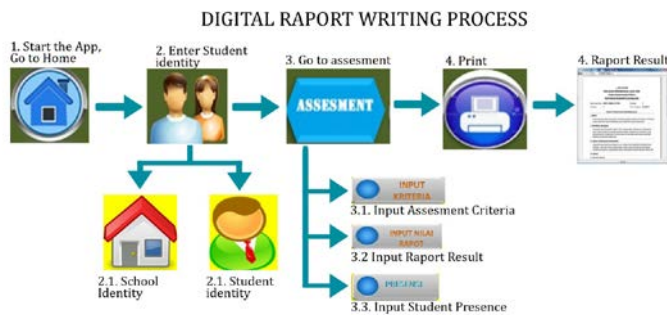 DIGITAL RAPORT WRITING PROCESS
1. Start the App,
Go to Home
2. Enter Student
identity
3. Go to assesment
4. Print
4. Raport Result
ASSESMENT
INPUT
KRITERIA
3.1. Input Assesment Criteria
INPUT NILAI
RAPOT
3.2 Input Raport Result
PRESENSI
3.3. Input Student Presence
2.1. School
Identity
2.1. Student
identity